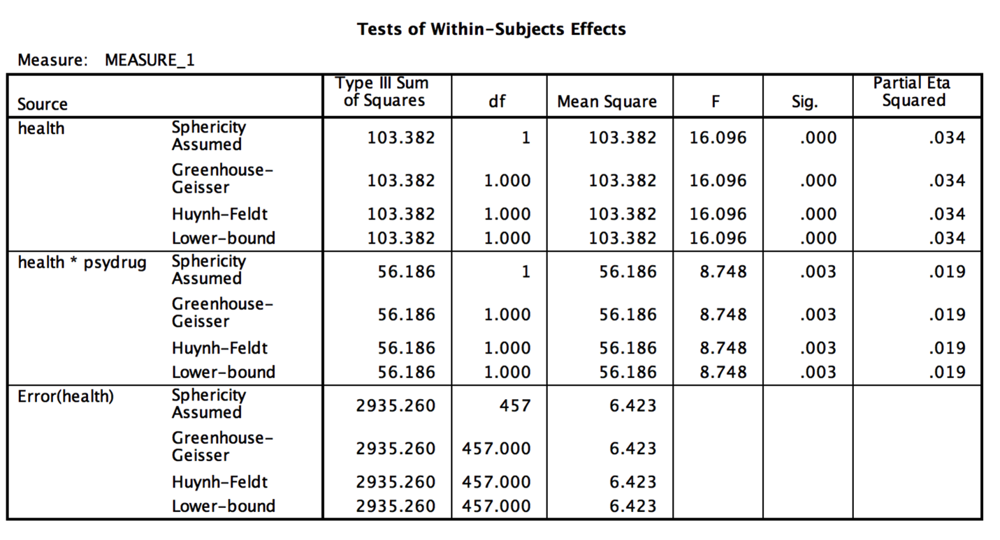 Tests of Within-Subjects Effects
Measure: MEASURE_1
Source Type III Sum of Squares df Mean Square F Sig. Partial Eta Squared
health Sphericity Assumed 103.382 1 103.382 16.096 .000 .034
Greenhouse-Geisser 103.382 1.000 103.382 16.096 .000 .034
Huynh-Feldt 103.382 1.000 103.382 16.096 .000 .034
Lower-bound 103.382 1.000 103.382 16.096 .000 .034
health * psydrug Sphericity Assumed 56.186 1 56.186 8.748 .003 .019
Greenhouse-Geisser 56.186 1.000 56.186 8.748 .003 .019
Huynh-Feldt 56.186 1.000 56.186 8.748 .003 .019
Lower-bound 56.186 1.000 56.186 8.748 .003 .019
Error(health) Sphericity Assumed 2935.260 457 6.423
Greenhouse-Geisser 2935.260 457.000 6.423
Huynh-Feldt 2935.260 457.000 6.423
Lower-bound 2935.260 457.000 6.423